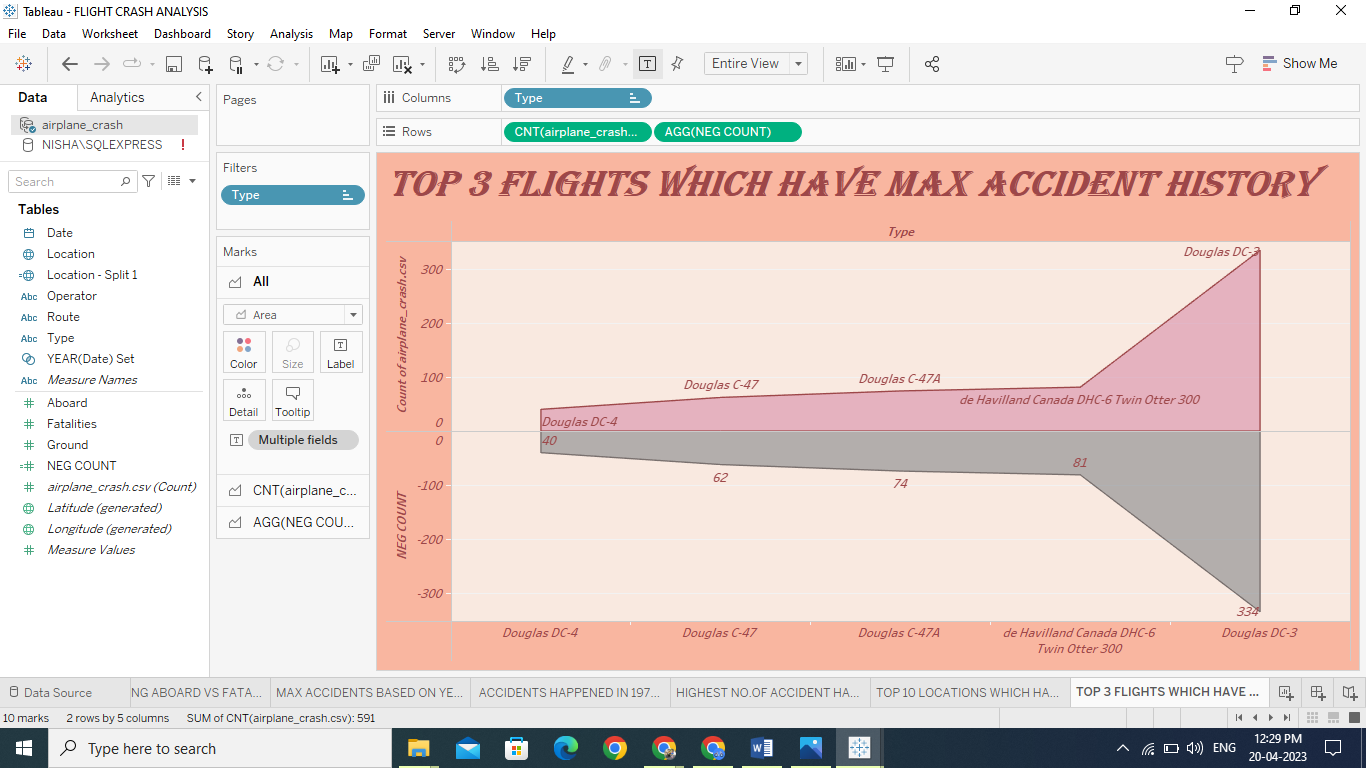 Tableau - FLIGHT CRASH ANALYSIS
File Data Worksheet Dashboard Story Analysis Map Format Server Window Help
Entire View
Show Me
Data Analytics
airplane_crash
NISHA\SQLEXPRESS !
Search
Tables
Date
Location
Location - Split 1
Abc Operator
Abc Route
Abc Type
YEAR(Date) Set
Abc Measure Names
# Aboard
# Fatalities
# Ground
=# NEG COUNT
# airplane_crash.csv (Count)
Latitude (generated)
Longitude (generated)
# Measure Values
Pages
Filters
Type
Marks
All
Area
Color Size Label
Detail Tooltip
Multiple fields
CNT(airplane_c...
AGG(NEG COU...
Columns Type
Rows CNT(airplane_crash... AGG(NEG COUNT)
TOP 3 FLIGHTS WHICH HAVE MAX ACCIDENT HISTORY
Type
Count of airplane_crash.csv
300
200
100
0
Douglas DC-4
Douglas C-47
Douglas C-47A
de Havilland Canada DHC-6 Twin Otter 300
Douglas DC-3
NEG COUNT
0
-100
-200
-300
40
62
74
81
334
Douglas DC-4
Douglas C-47
Douglas C-47A
de Havilland Canada DHC-6
Twin Otter 300
Douglas DC-3
Data Source NG ABOARD VS FATA... MAX ACCIDENTS BASED ON YE... ACCIDENTS HAPPENED IN 197... HIGHEST NO.OF ACCIDENT HA... TOP 10 LOCATIONS WHICH HA... TOP 3 FLIGHTS WHICH HAVE ...
10 marks 2 rows by 5 columns SUM of CNT(airplane_crash.csv): 591
Type here to search
ENG
12:29 PM
20-04-2023